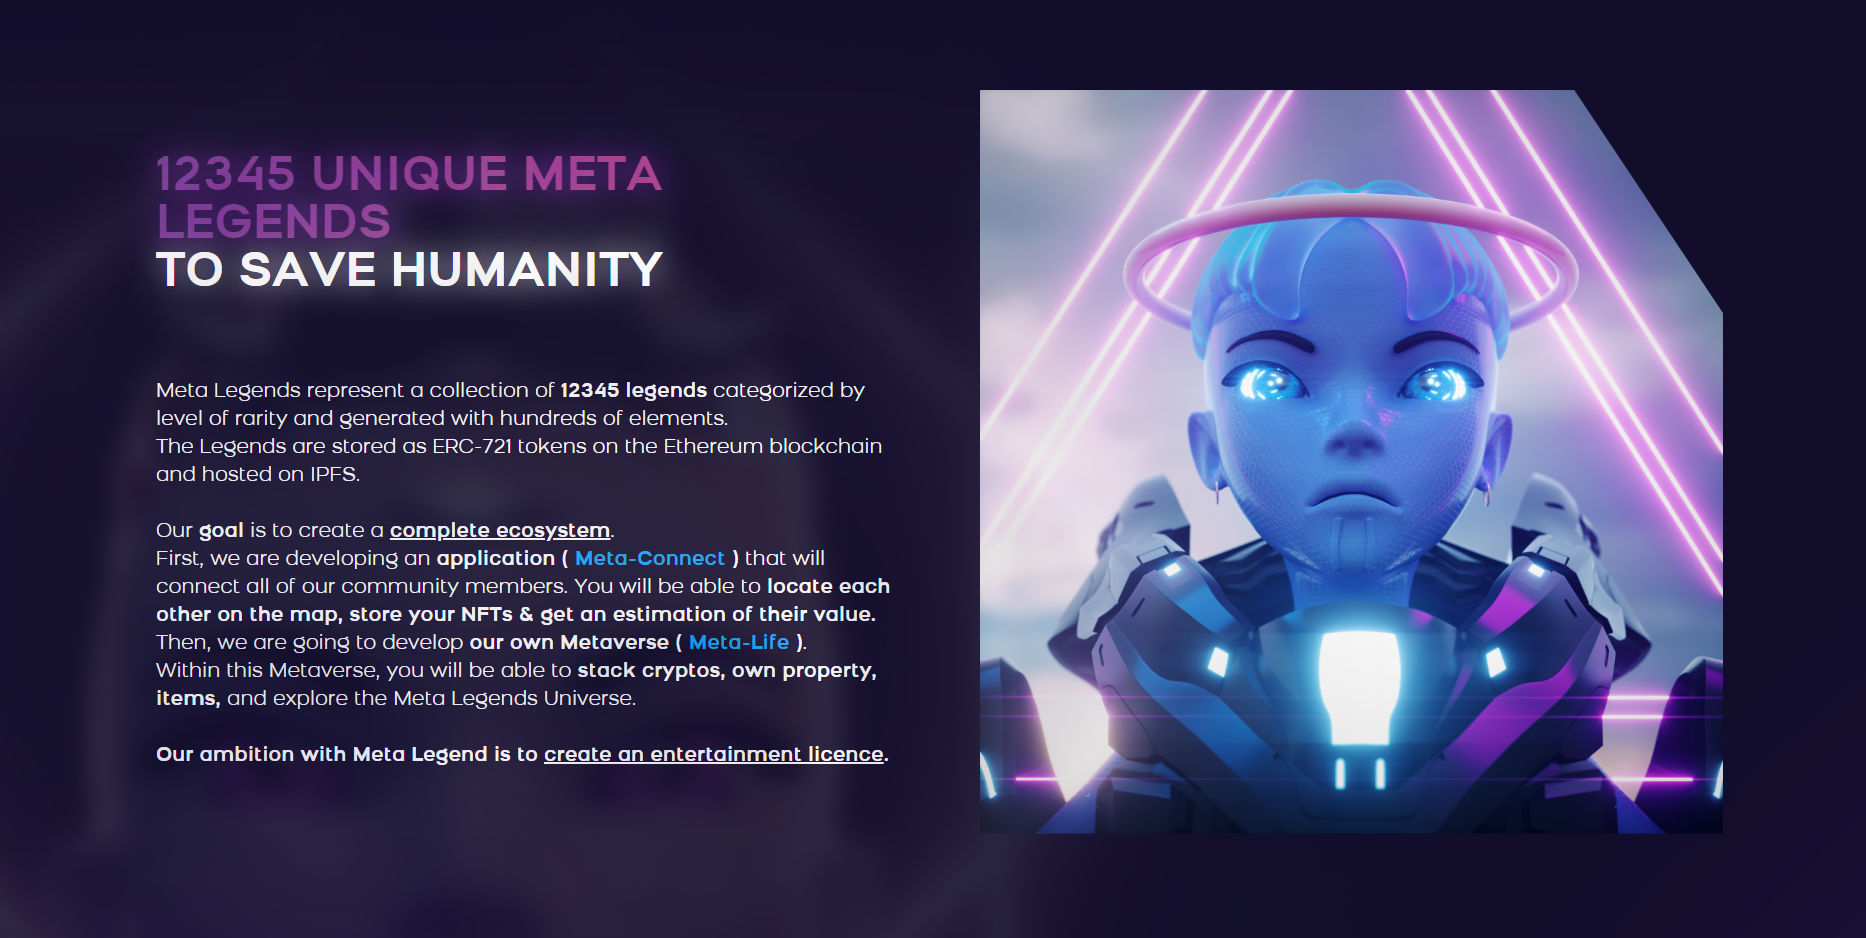 12345 UNIQUE META
LEGENDS
TO SAVE HUMANITY
Meta Legends represent a collection of 12345 legends categorized by
level of rarity and generated with hundreds of elements.
The Legends are stored as ERC-721 tokens on the Ethereum blockchain
and hosted on IPFS.
Our goal is to create a complete ecosystem.
First, we are developing an application ( Meta-Connect ) that will
connect all of our community members. You will be able to locate each
other on the map, store your NFTs & get an estimation of their value.
Then, we are going to develop our own Metaverse ( Meta-Life ).
Within this Metaverse, you will be able to stack cryptos, own property,
items, and explore the Meta Legends Universe.
Our ambition with Meta Legend is to create an entertainment licence.